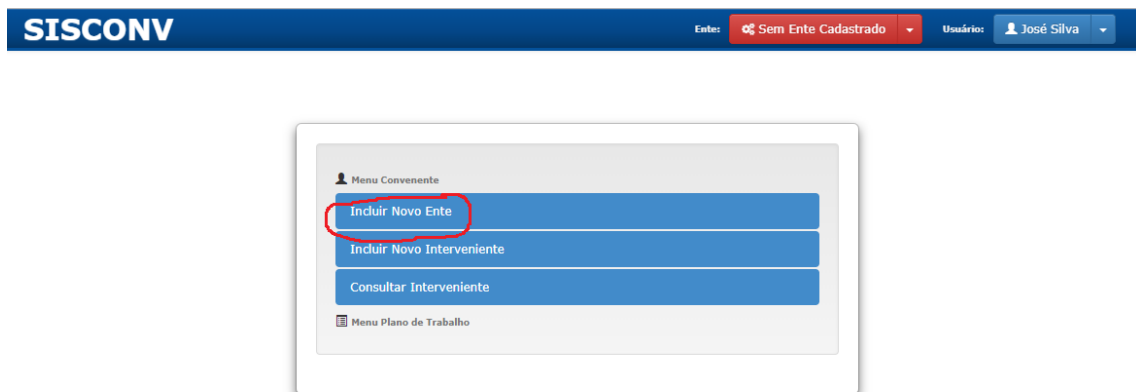 SISCONV Ente: Sem Ente Cadastrado Usuário: José Silva
Menu Convenente
Incluir Novo Ente
Incluir Novo Interveniente
Consultar Interveniente
Menu Plano de Trabalho